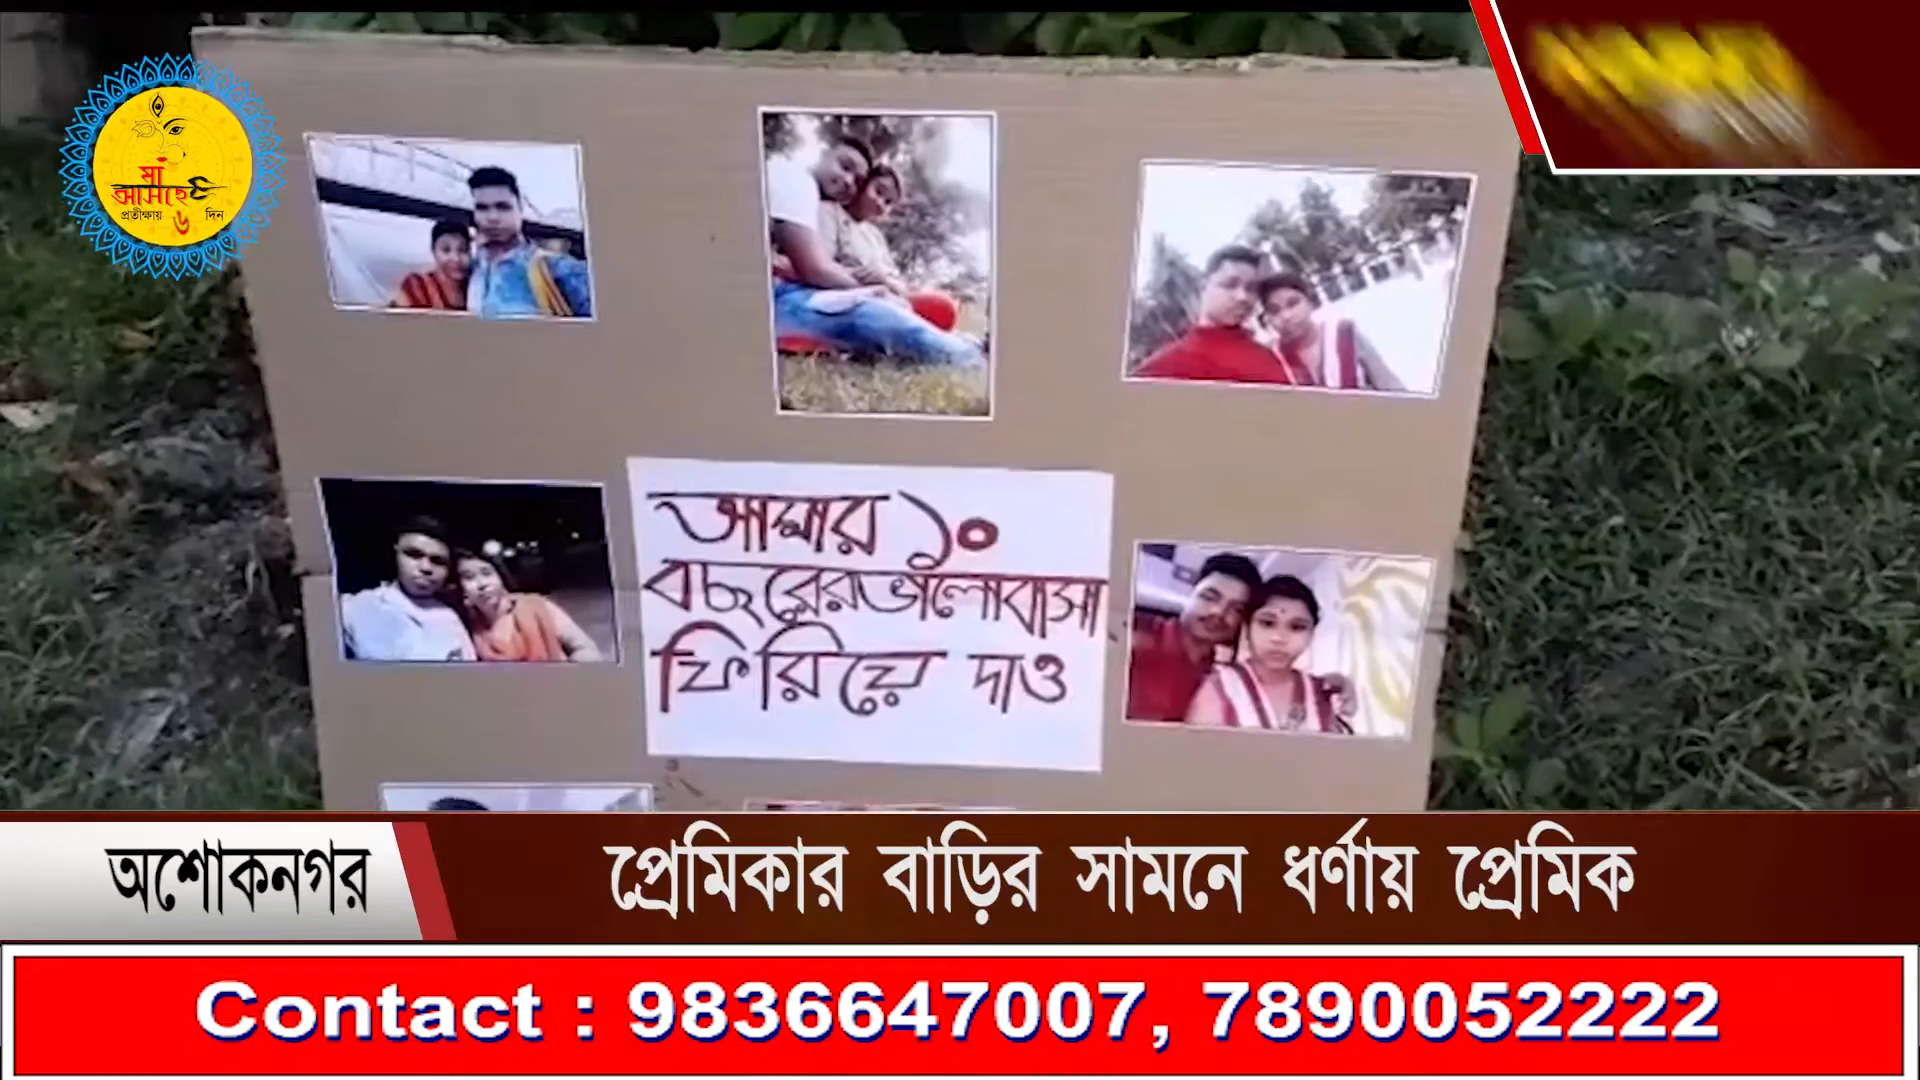 মা
আসছে
প্রতীক্ষায় ৬ দিন
আমার ১০
বছরের ভালোবাসা
ফিরিয়ে দাও
অশোকনগর
প্রেমিকার বাড়ির সামনে ধর্ণায় প্রেমিক
Contact : 9836647007, 7890052222